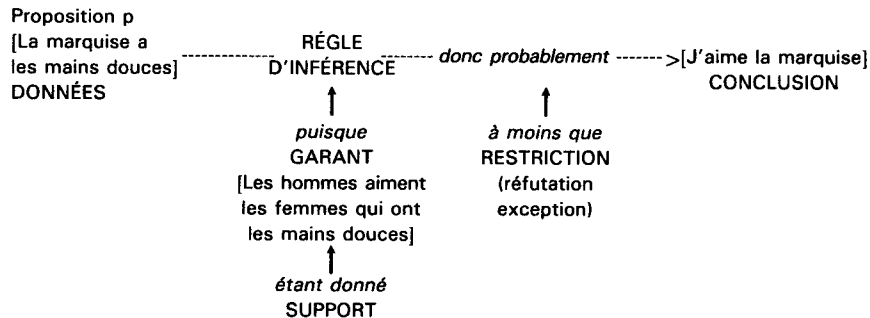 Proposition p
[La marquise a
les mains douces]
DONNÉES
RÉGLE
D'INFÉRENCE
donc probablement
>[J'aime la marquise]
CONCLUSION
puisque
GARANT
[Les hommes aiment
les femmes qui ont
les mains douces]
à moins que
RESTRICTION
(réfutation
exception)
étant donné
SUPPORT